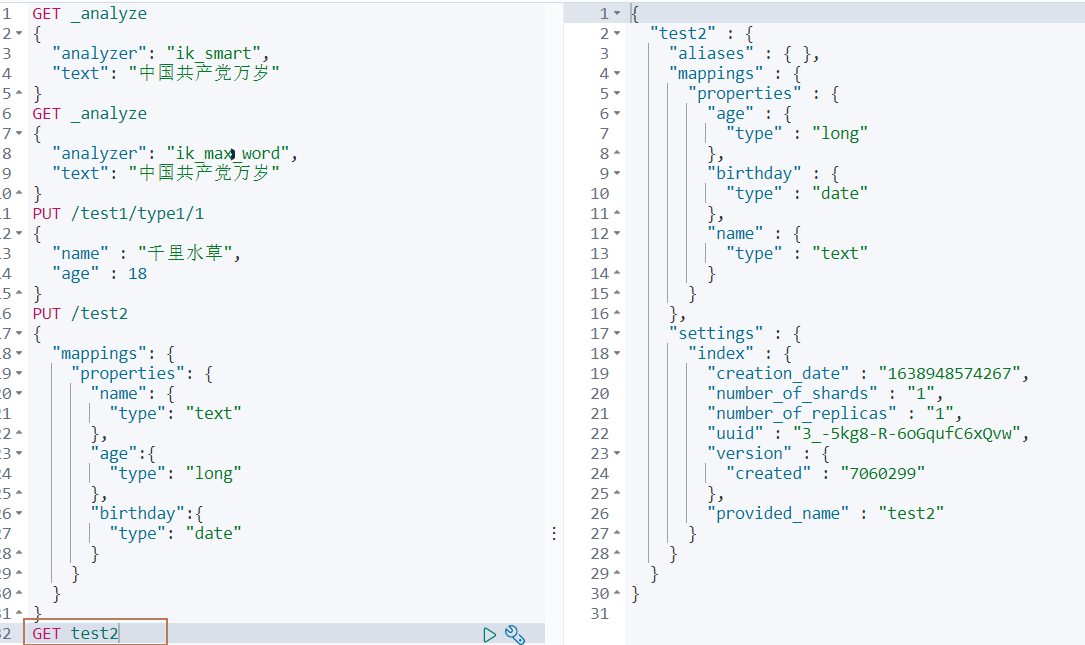 1 GET _analyze
2 {
3 "analyzer": "ik_smart",
4 "text": "中国共产党万岁"
5 }
6 GET _analyze
7 {
8 "analyzer": "ik_max_word",
9 "text": "中国共产党万岁"
10 }
11 PUT /test1/type1/1
12 {
13 "name" : "千里水草",
14 "age" : 18
15 }
16 PUT /test2
17 {
18 "mappings": {
19 "properties": {
20 "name": {
21 "type": "text"
22 },
23 "age":{
24 "type": "long"
25 },
26 "birthday":{
27 "type": "date"
28 }
29 }
30 }
31 }
32 GET test2
1 {
2 "test2" : {
3 "aliases" : { },
4 "mappings" : {
5 "properties" : {
6 "age" : {
7 "type" : "long"
8 },
9 "birthday" : {
10 "type" : "date"
11 },
12 "name" : {
13 "type" : "text"
14 }
15 }
16 },
17 "settings" : {
18 "index" : {
19 "creation_date" : "1638948574267",
20 "number_of_shards" : "1",
21 "number_of_replicas" : "1",
22 "uuid" : "3_-5kg8-R-6oGqufC6xQvw",
23 "version" : {
24 "created" : "7060299"
25 },
26 "provided_name" : "test2"
27 }
28 }
29 }
30 }
31